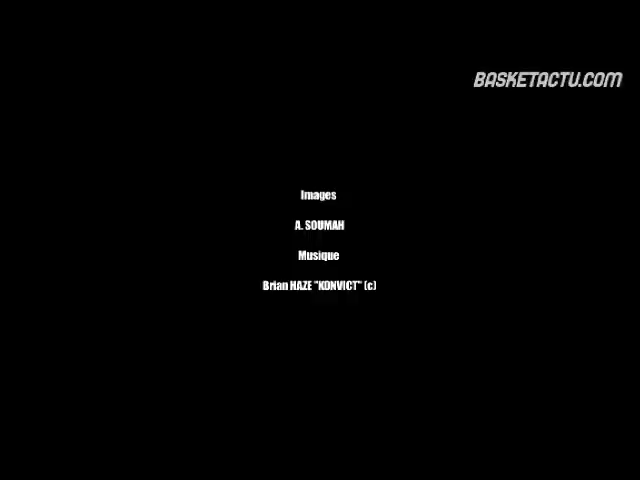 BASKETACTU.COM
Images
A. SOUMAH
Musique
Brian HAZE "KONVICT" (c)